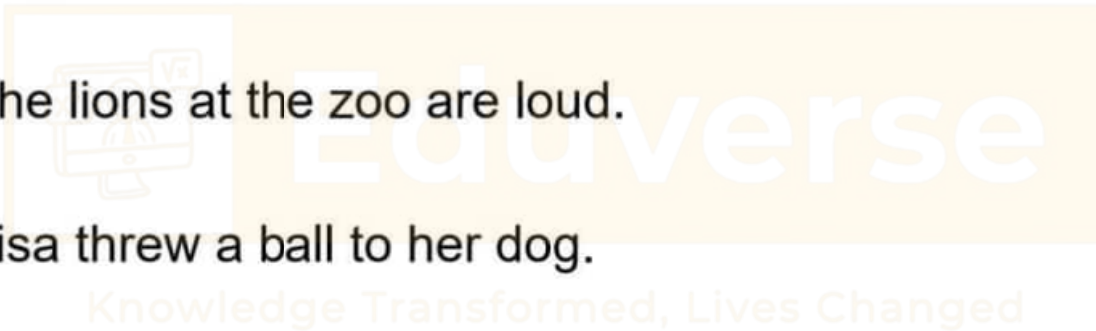 he lions at the zoo are loud.
Eduverse
isa threw a ball to her dog.
Knowledge Transformed, Lives Changed